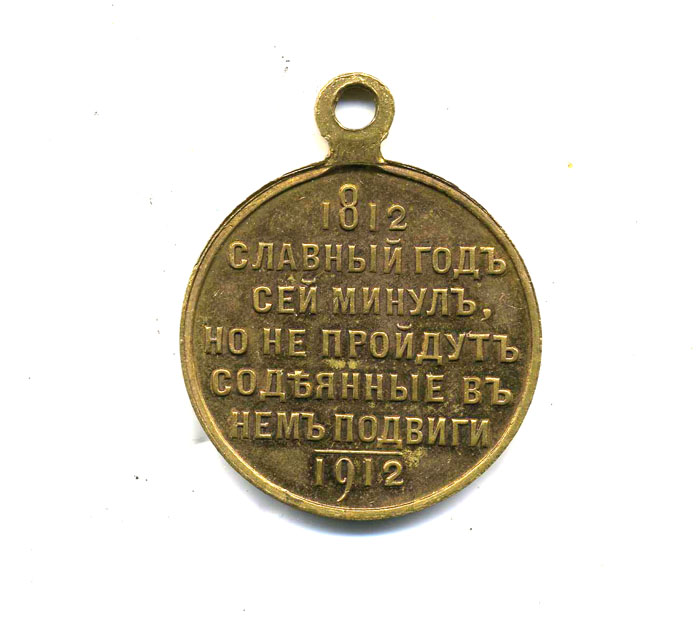 1812
СЛАВНЫЙ ГОДЪ
СЕЙ МИНУЛЪ,
НО НЕ ПРОЙДУТЪ
СОДѢЯННЫЕ ВЪ
НЕМЪ ПОДВИГИ
1912